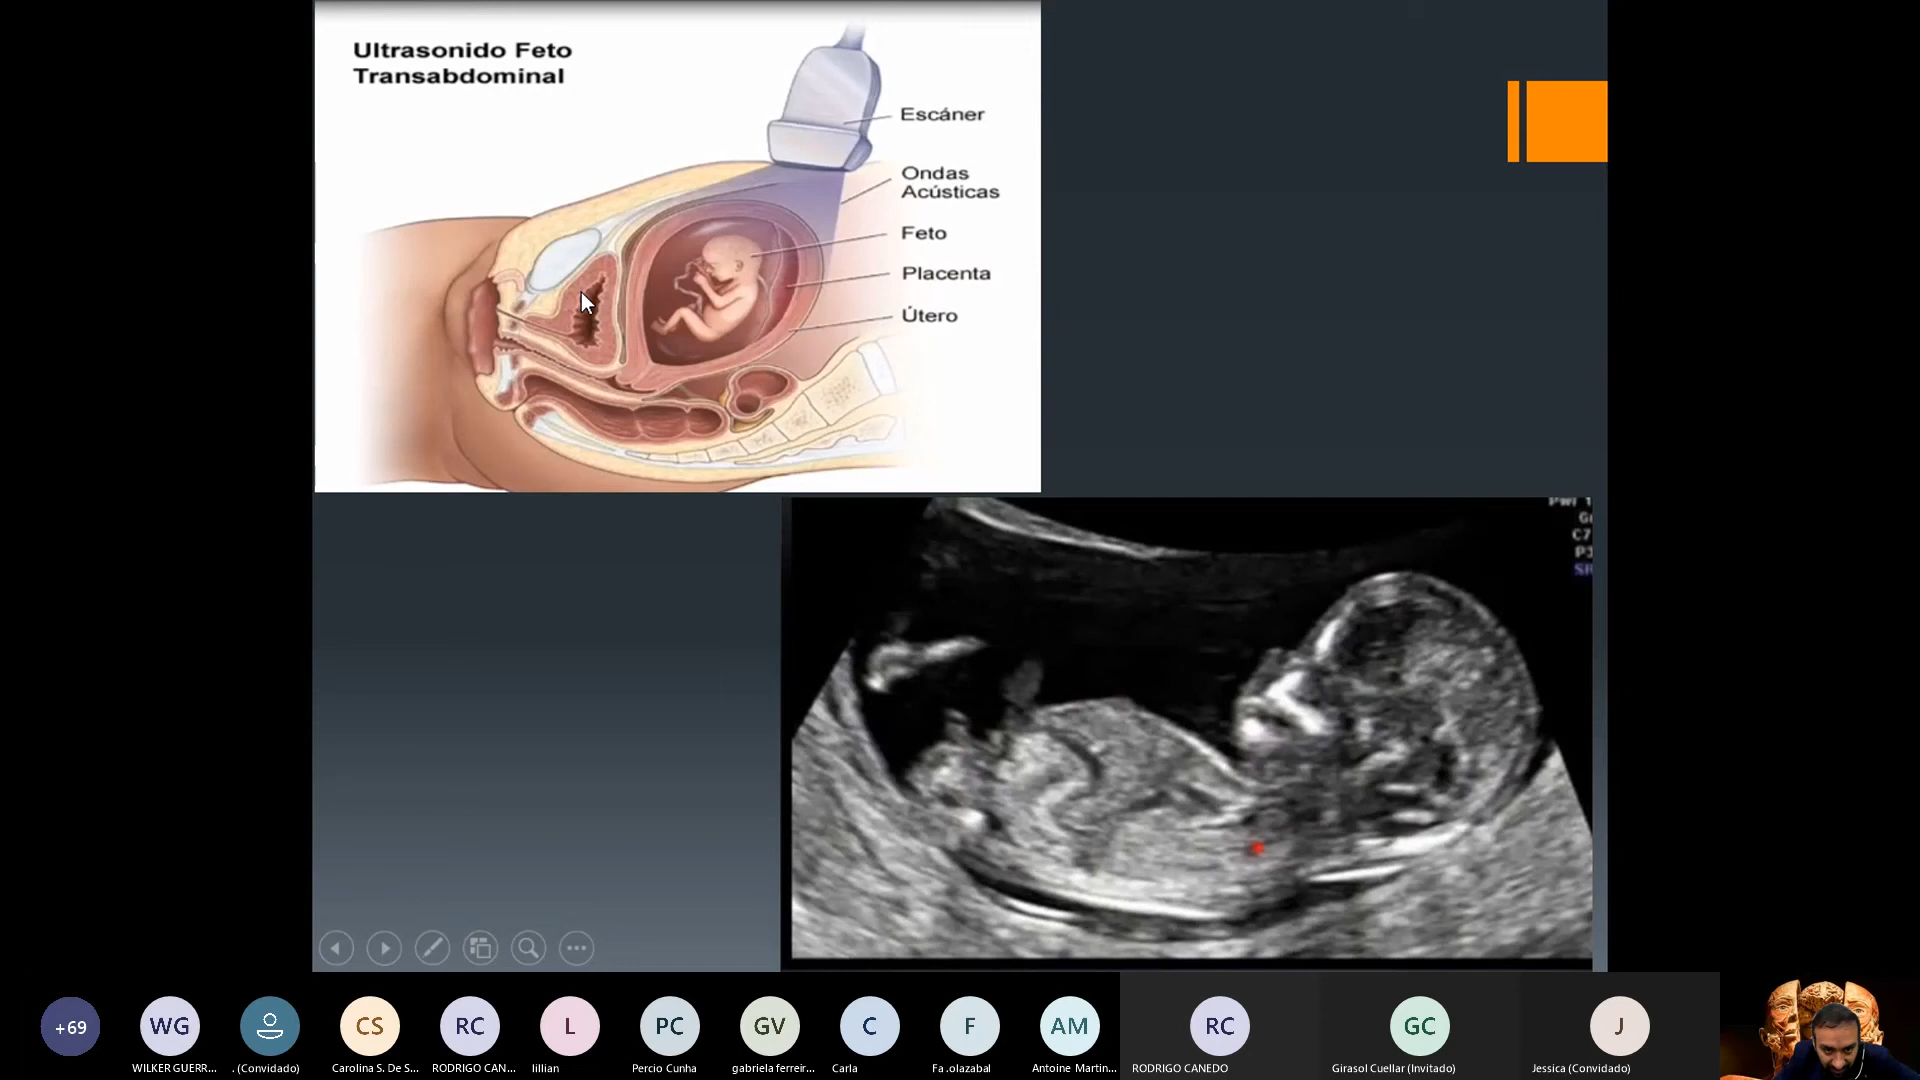 Ultrasonido Feto
Transabdominal
Escáner
Ondas
Acústicas
Feto
Placenta
Útero
C7
+69
WG
CS
RC
L
PC
GV
C
F
AM
RC
GC
J
WILKER GUERR...
. (Convidado)
Carolina S. De S...
RODRIGO CAN...
lillian
Percio Cunha
gabriela ferreir...
Carla
Fa .olazabal
Antoine Martin...
RODRIGO CANEDO
Girasol Cuellar (Invitado)
Jessica (Convidado)